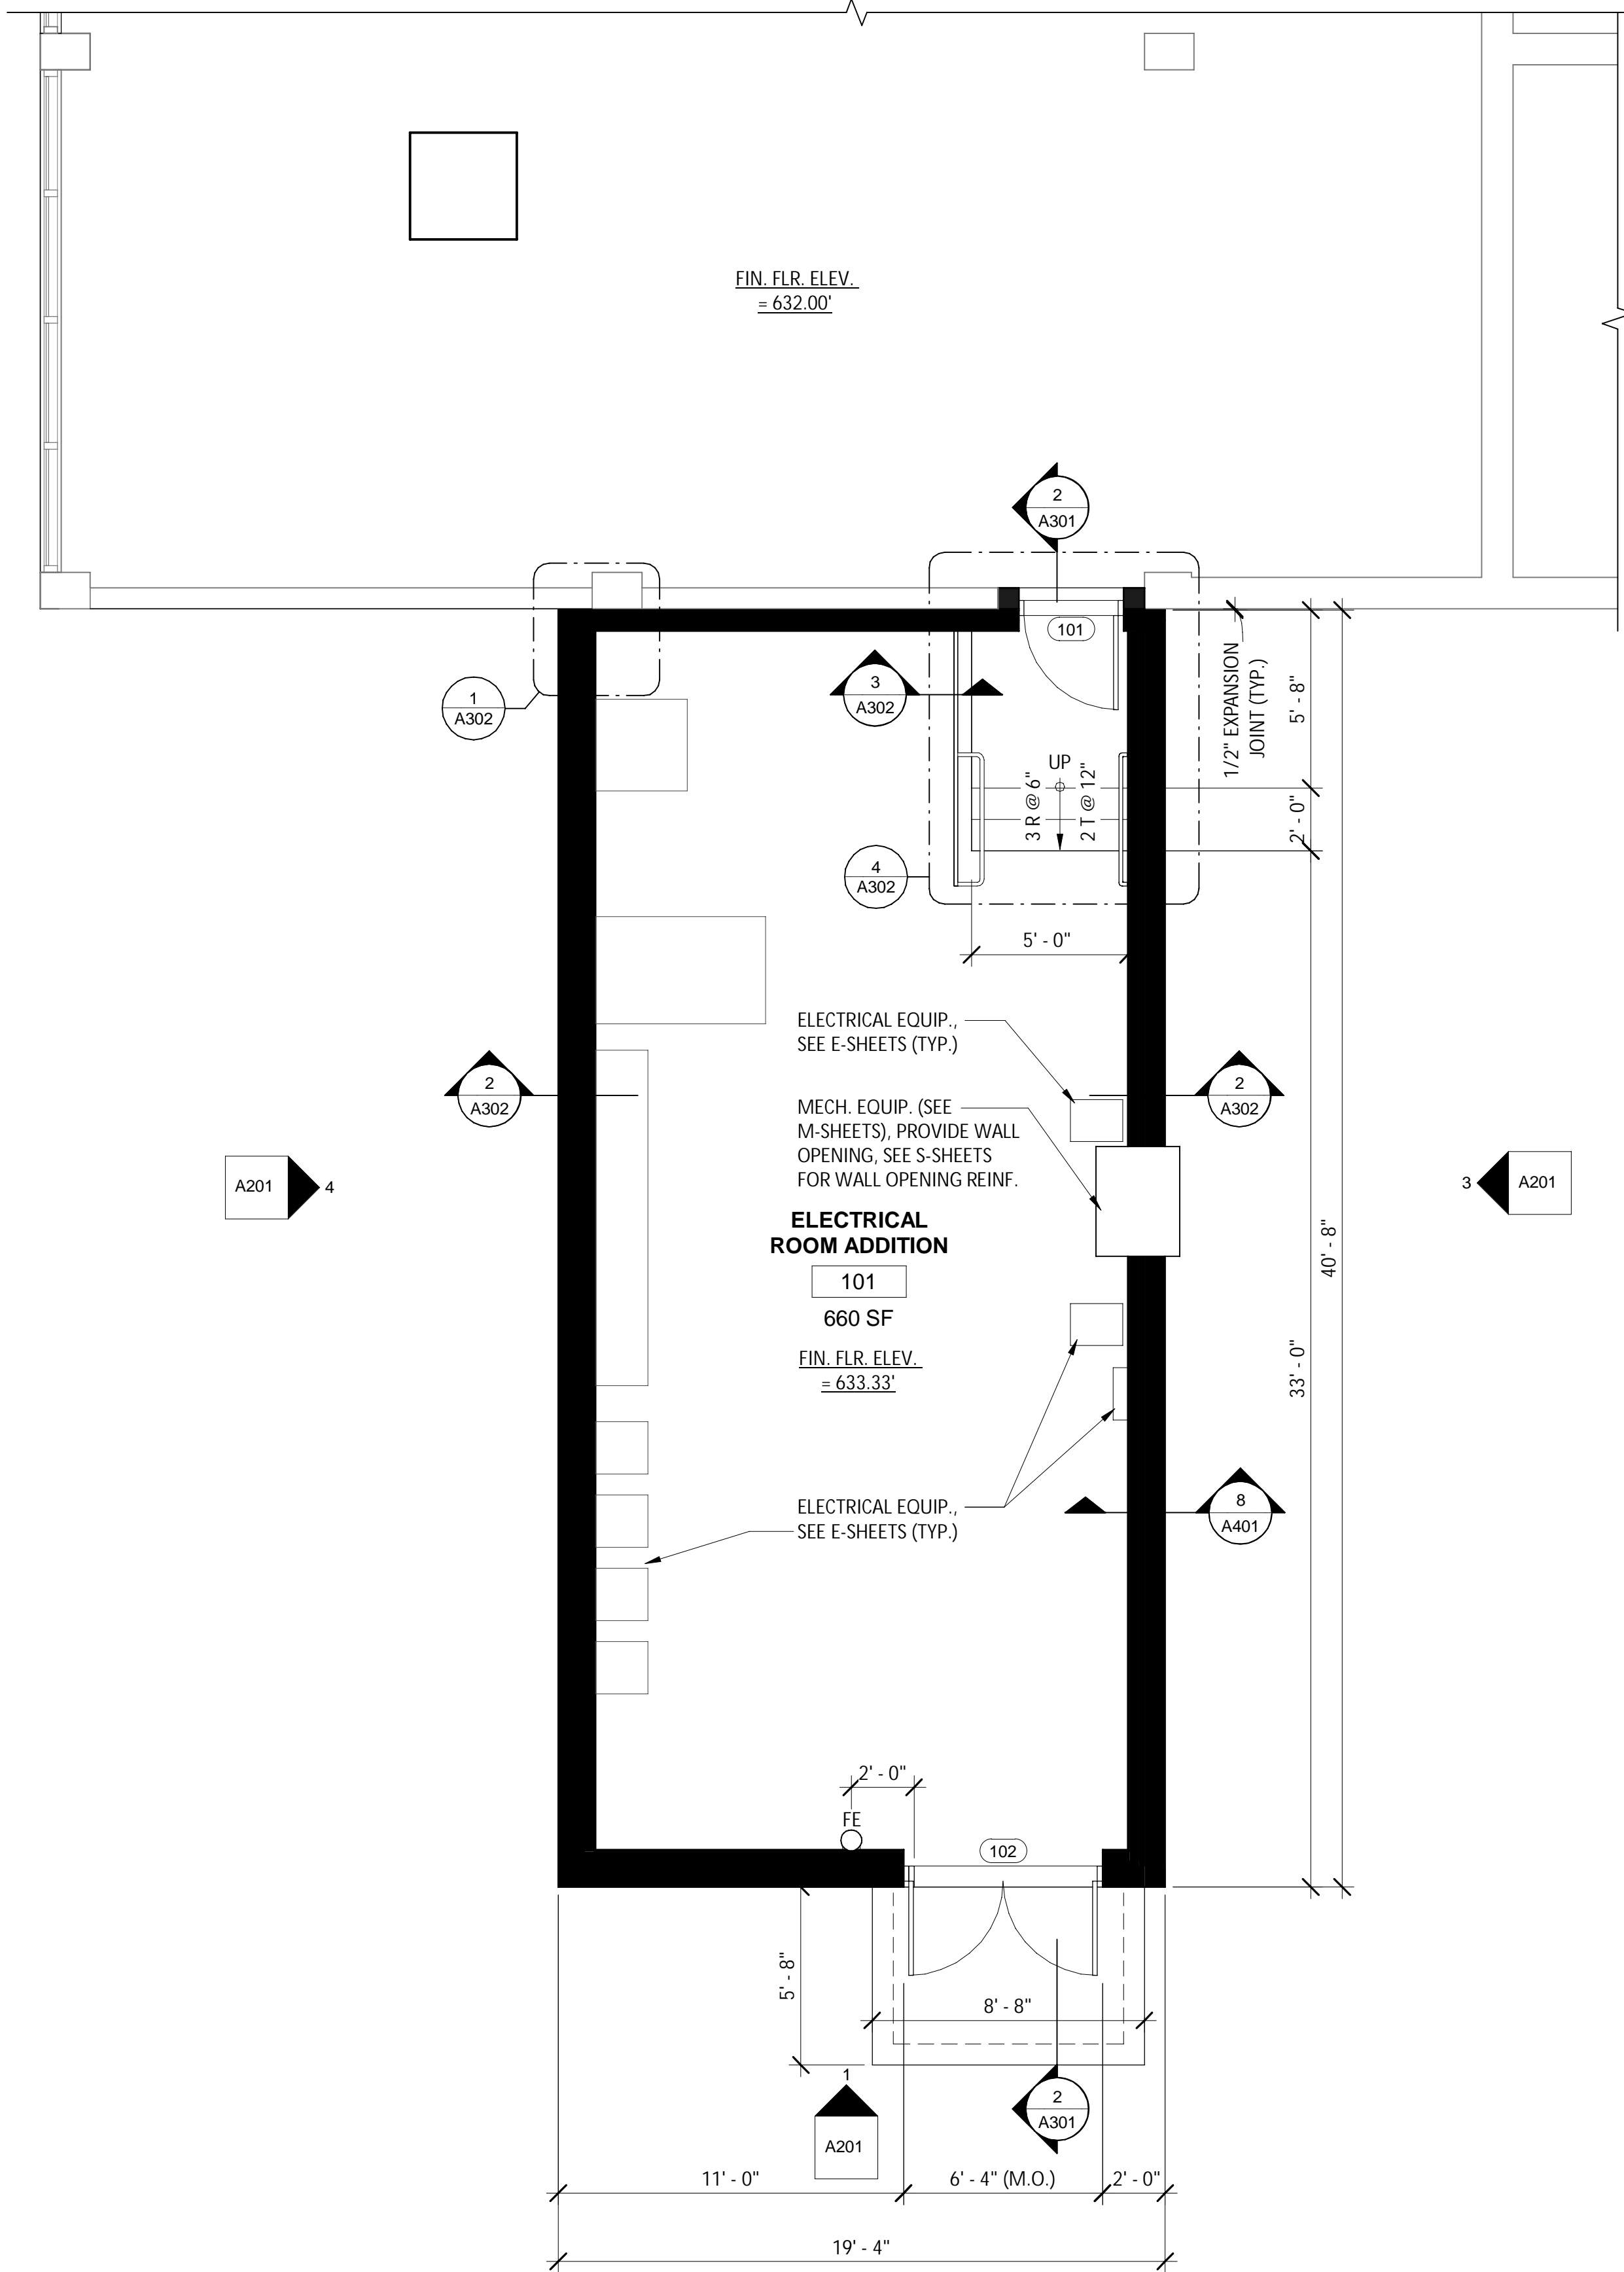 FIN. FLR. ELEV.
= 632.00'
2
A301
101
1/2" EXPANSION
JOINT (TYP.)
5' - 8"
3
A302
1
A302
UP
3 R @ 6"
2 T @ 12"
2' - 0"
4
A302
5' - 0"
ELECTRICAL EQUIP.,
SEE E-SHEETS (TYP.)
2
A302
2
A302
MECH. EQUIP. (SEE
M-SHEETS), PROVIDE WALL
OPENING, SEE S-SHEETS
FOR WALL OPENING REINF.
A201
4
3
A201
ELECTRICAL
ROOM ADDITION
101
660 SF
FIN. FLR. ELEV.
= 633.33'
40' - 8"
33' - 0"
ELECTRICAL EQUIP.,
SEE E-SHEETS (TYP.)
8
A401
2' - 0"
FE
102
5' - 8"
8' - 8"
1
A201
2
A301
11' - 0"
6' - 4" (M.O.)
2' - 0"
19' - 4"